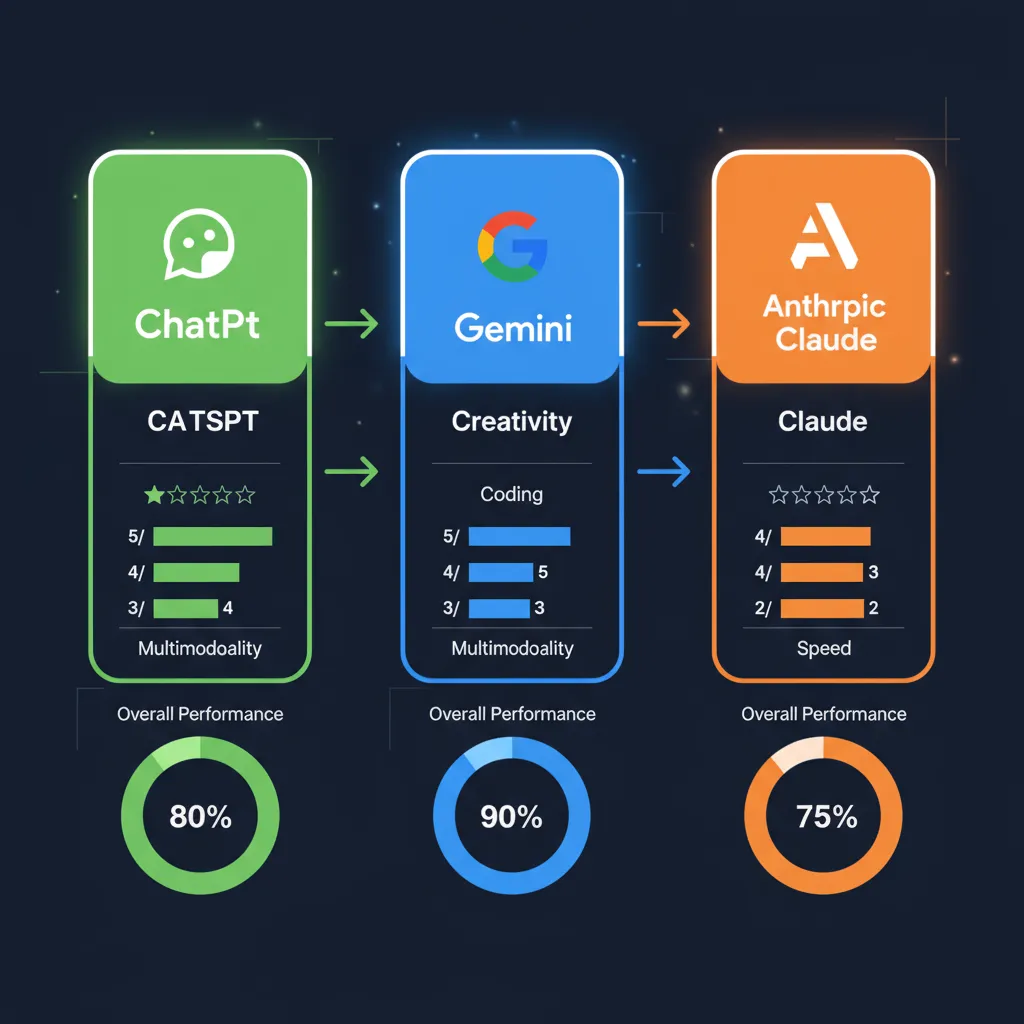 ChatPt
CATSPT
5/
4/
3/ 4
Multimodoality
Overall Performance
80%
Gemini
Creativity
Coding
5/
4/ 5
3/ 3
Multimodoality
Overall Performance
90%
Anthrpic
Claude
Claude
4/
4/ 3
2/ 2
Speed
Overall Performance
75%